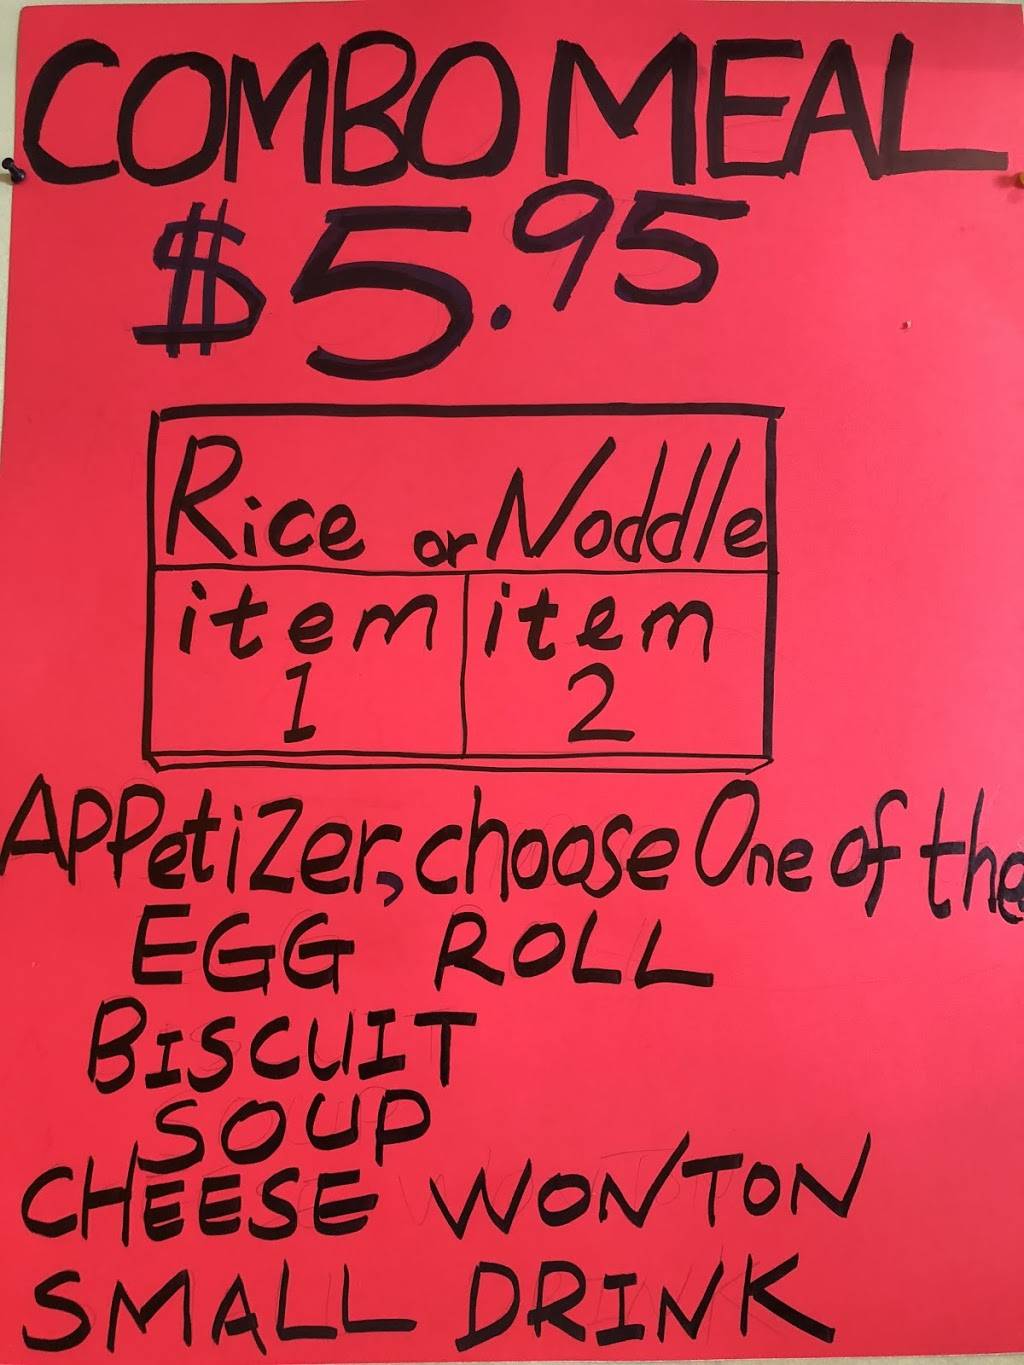 COMBO MEAL
$5.95
Rice or Noddle
item item
1 2
APPetizer, choose One of the
EGG ROLL
BISCUIT
SOUP
CHEESE WONTON
SMALL DRINK